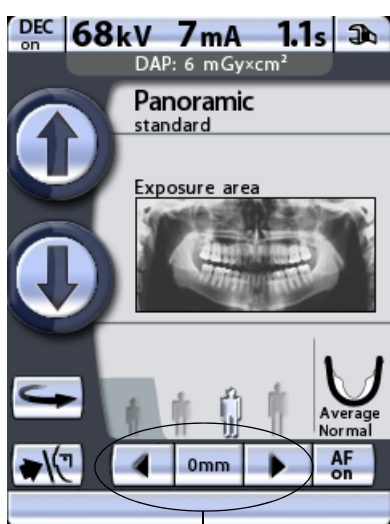 DEC on 68kV 7mA 1.1s
DAP: 6 mGy×cm²
Panoramic
standard
Exposure area
Average
Normal
0mm AF on